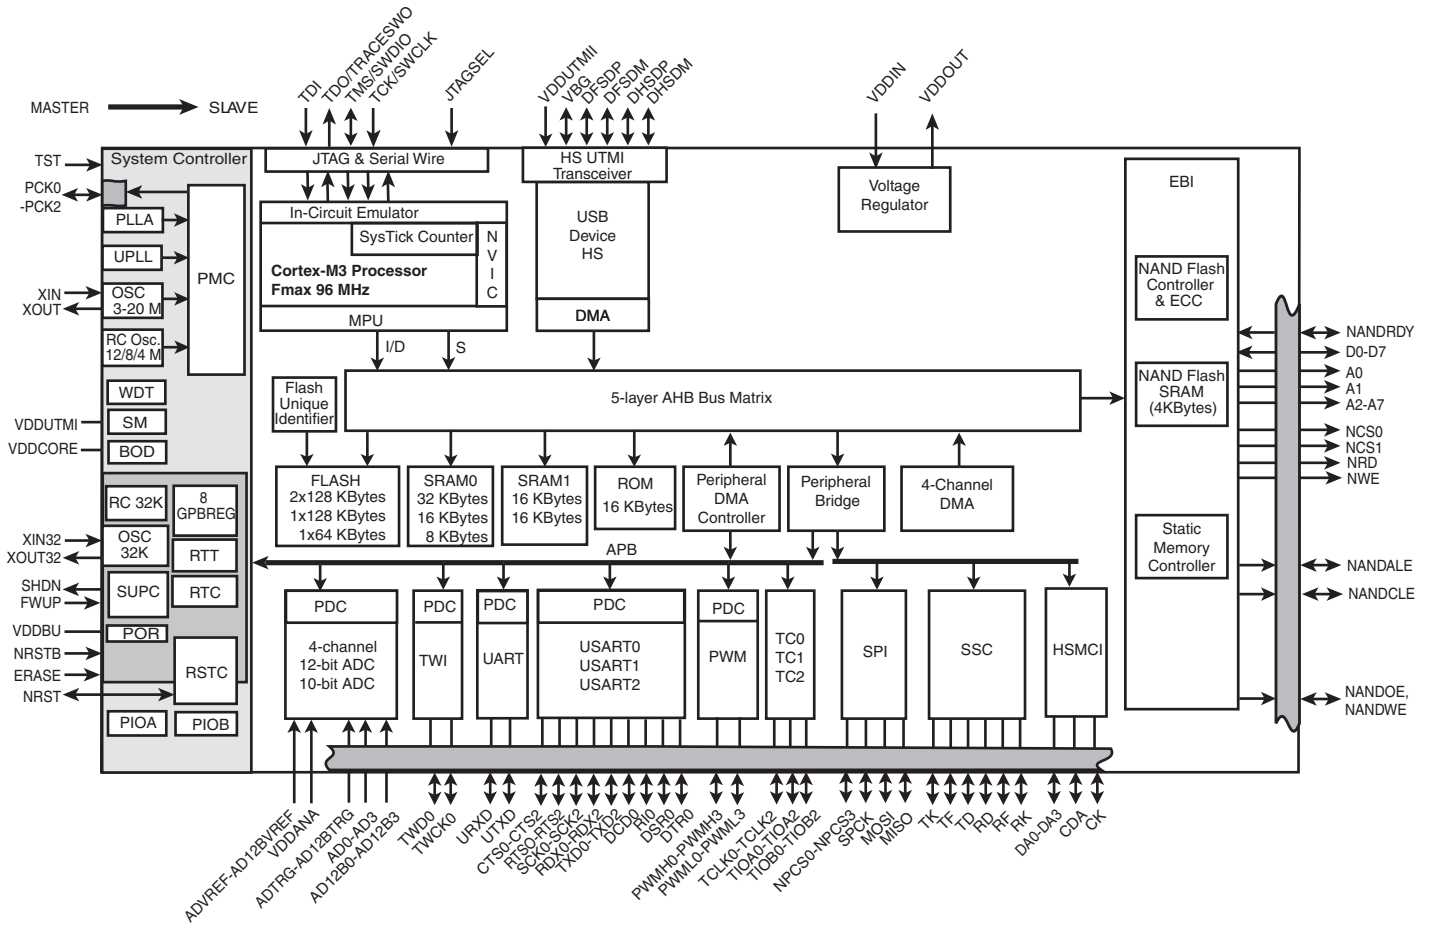 TDI
TDO/TRACESWO
TMS/SWDIO
TCK/SWCLK
JTAGSEL
VDDUTMII
VBG
DFSDP
DFSDM
DHSDP
DHSDM
VDDIN
VDDOUT
MASTER
SLAVE
TST
PCK0
-PCK2
XIN
XOUT
VDDUTMI
VDDCORE
XIN32
XOUT32
SHDN
FWUP
VDDBU
NRSTB
ERASE
NRST
System Controller
PLLA
UPLL
OSC
3-20 M
RC Osc.
12/8/4 M
PMC
WDT
SM
BOD
RC 32K
8
GPBREG
OSC
32K
RTT
SUPC
RTC
POR
RSTC
PIOA
PIOB
JTAG & Serial Wire
In-Circuit Emulator
SysTick Counter
N
V
I
C
Cortex-M3 Processor
Fmax 96 MHz
MPU
I/D
S
HS UTMI
Transceiver
USB
Device
HS
DMA
Voltage
Regulator
EBI
NAND Flash
Controller
& ECC
NAND Flash
SRAM
(4KBytes)
Static
Memory
Controller
NANDRDY
D0-D7
A0
A1
A2-A7
NCS0
NCS1
NRD
NWE
NANDALE
NANDCLE
NANDOE,
NANDWE
Flash
Unique
Identifier
5-layer AHB Bus Matrix
FLASH
2x128 KBytes
1x128 KBytes
1x64 KBytes
SRAM0
32 KBytes
16 KBytes
8 KBytes
SRAM1
16 KBytes
16 KBytes
ROM
16 KBytes
Peripheral
DMA
Controller
Peripheral
Bridge
4-Channel
DMA
APB
PDC
4-channel
12-bit ADC
10-bit ADC
PDC
TWI
PDC
UART
PDC
USART0
USART1
USART2
PDC
PWM
TC0
TC1
TC2
SPI
SSC
HSMCI
ADVREF-AD12BVREF
VDDANA
ADTRG-AD12BTRG
AD0-AD3
AD12B0-AD12B3
TWD0
TWCK0
URXD
UTXD
CTS0-CTS2
RTS0-RTS2
SCK0-SCK2
RDX0-RDX2
TXD0-TXD2
DCD0
RI0
DSR0
DTR0
PWMH0-PWMH3
PWML0-PWML3
TCLK0-TCLK2
TIOA0-TIOA2
TIOB0-TIOB2
NPCS0-NPCS3
SPCK
MOSI
MISO
TK
TF
TD
RD
RF
RK
DA0-DA3
CDA
CK